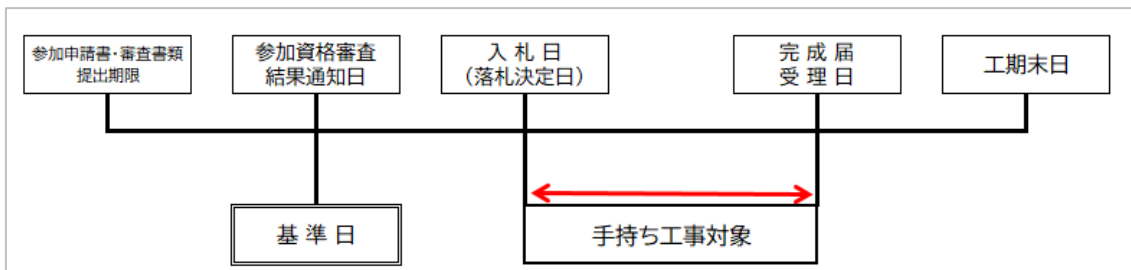 参加申請書・審査書類
提出期限
参加資格審査
結果通知日
入 札 日
（落札決定日）
完 成 届
受 理 日
工期末日
基 準 日
手持ち工事対象